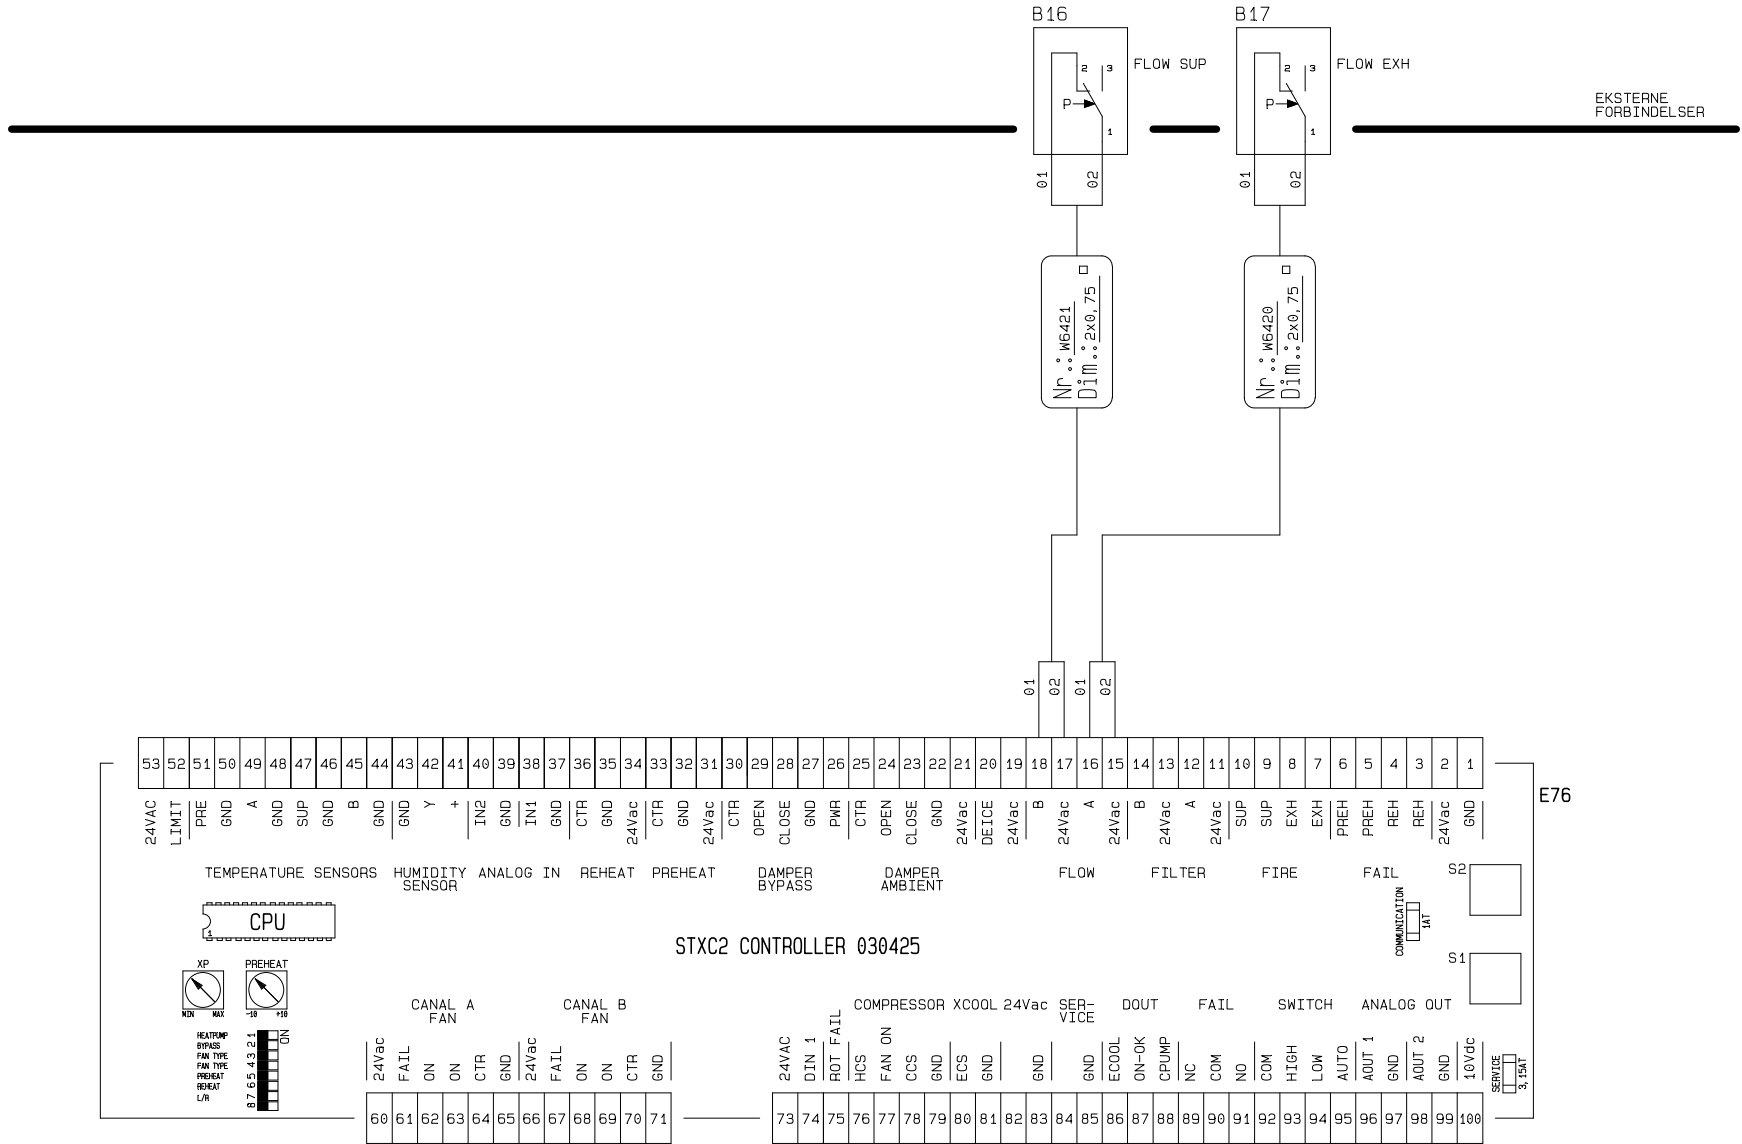 B16
B17
2 3
P
1
FLOW SUP
2 3
P
1
FLOW EXH
EKSTERNE
FORBINDELSER
01
02
01
02
Nr.: W6421
Dim.: 2x0,75
Nr.: W6420
Dim.: 2x0,75
01
02
01
02
53 52 51 50 49 48 47 46 45 44 43 42 41 40 39 38 37 36 35 34 33 32 31 30 29 28 27 26 25 24 23 22 21 20 19 18 17 16 15 14 13 12 11 10 9 8 7 6 5 4 3 2 1
E76
24VAC
LIMIT
PRE
GND
A
GND
SUP
GND
B
GND
GND
Y
+
IN2
GND
IN1
GND
CTR
GND
24Vac
CTR
GND
24Vac
CTR
OPEN
CLOSE
GND
PWR
CTR
OPEN
CLOSE
GND
24Vac
DEICE
24Vac
B
24Vac
A
24Vac
B
24Vac
A
24Vac
SUP
SUP
EXH
EXH
PREH
PREH
REH
REH
24Vac
GND
TEMPERATURE SENSORS
HUMIDITY
SENSOR
ANALOG IN
REHEAT
PREHEAT
DAMPER
BYPASS
DAMPER
AMBIENT
FLOW
FILTER
FIRE
FAIL
S2
CPU
1
STXC2 CONTROLLER 030425
COMMUNICATION
1AT
S1
XP
MIN MAX
PREHEAT
-10 +10
HEATPUMP
BYPASS
FAN TYPE
FAN TYPE
PREHEAT
REHEAT
L/R
8 7 6 5 4 3 2 1
ON
CANAL A
FAN
CANAL B
FAN
COMPRESSOR
XCOOL
24Vac
SER-
VICE
DOUT
FAIL
SWITCH
ANALOG OUT
24Vac
FAIL
ON
ON
CTR
GND
24Vac
FAIL
ON
ON
CTR
GND
24VAC
DIN 1
ROT FAIL
HCS
FAN ON
CCS
GND
ECS
GND
GND
GND
ECOOL
ON-OK
CPUMP
NC
COM
NO
COM
HIGH
LOW
AUTO
AOUT 1
GND
AOUT 2
GND
10Vdc
SERVICE
3,15AT
60 61 62 63 64 65 66 67 68 69 70 71
73 74 75 76 77 78 79 80 81 82 83 84 85 86 87 88 89 90 91 92 93 94 95 96 97 98 99 100